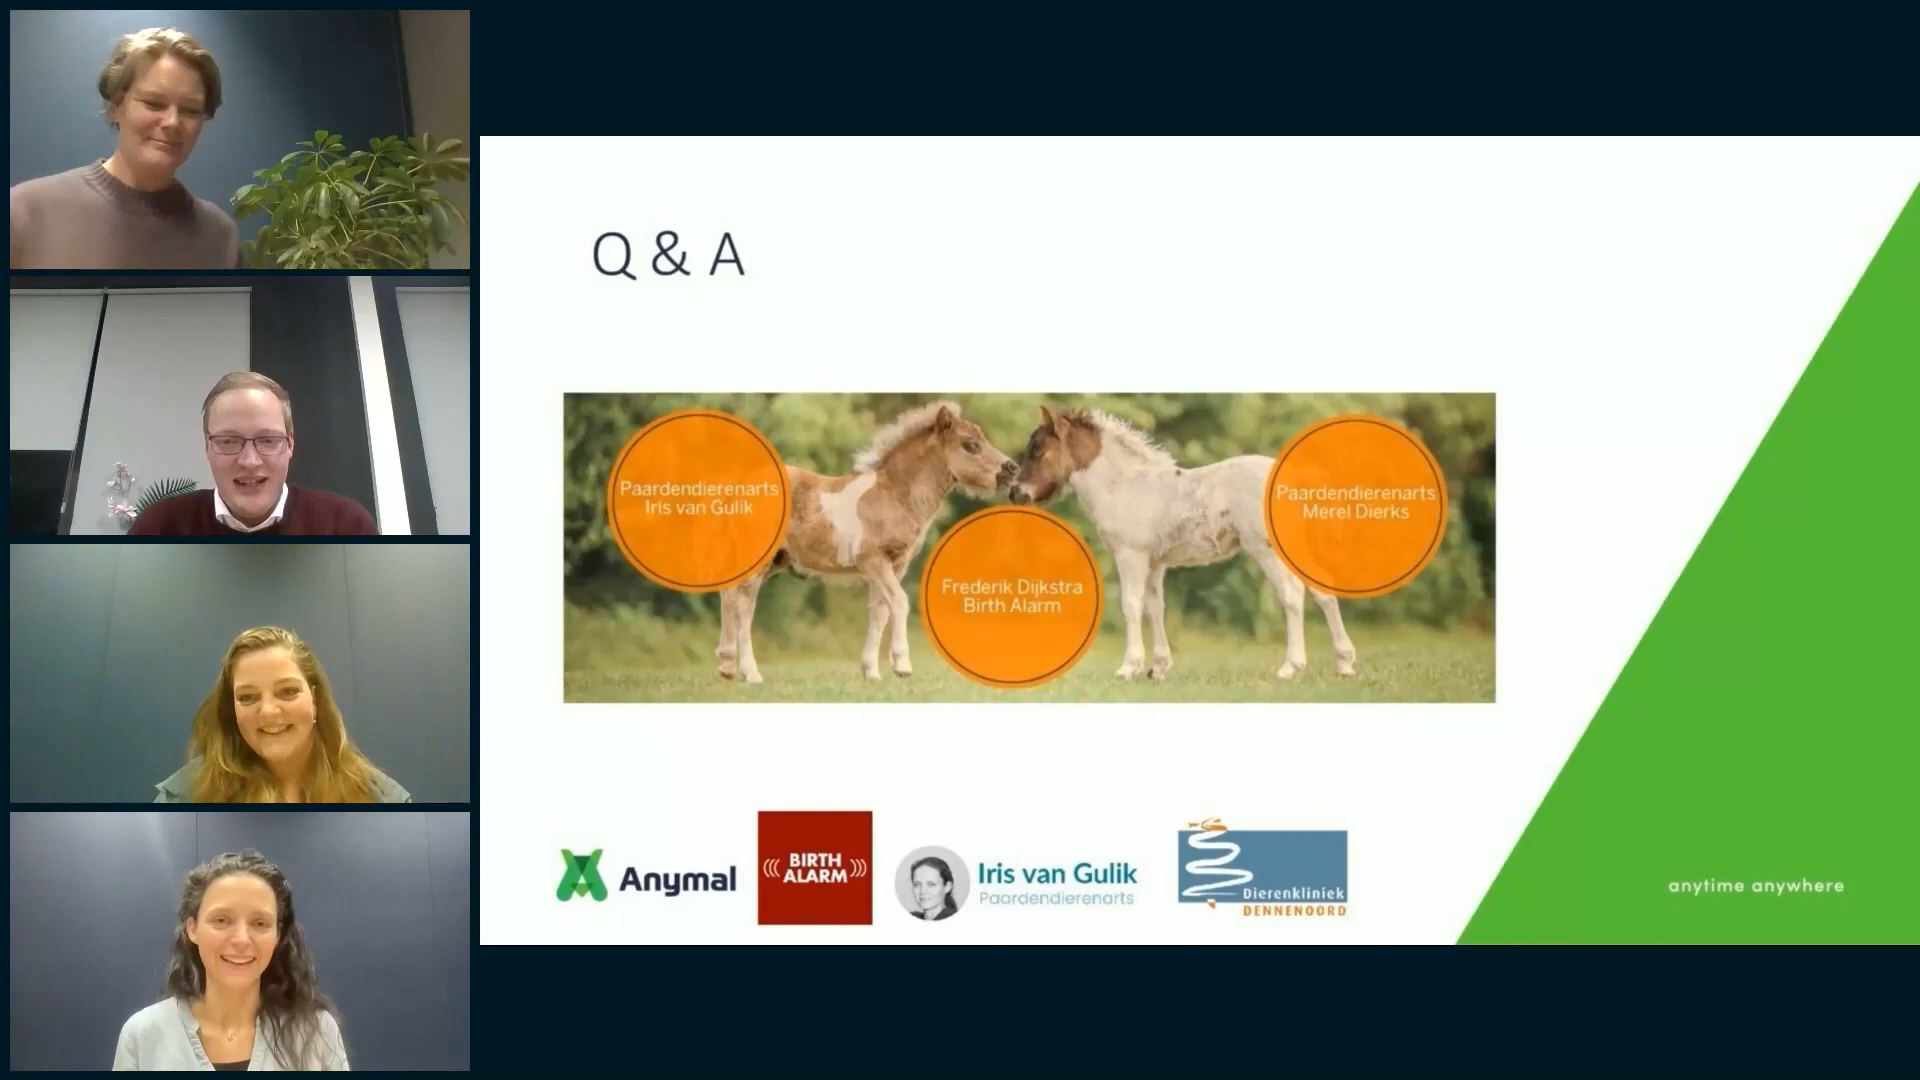 Q & A
Paardendierenarts
Iris van Gulik
Frederik Dijkstra
Birth Alarm
Paardendierenarts
Merel Dierks
Anymal
BIRTH
ALARM
Iris van Gulik
Paardendierenarts
Dierenkliniek
DENNENOORD
anytime anywhere